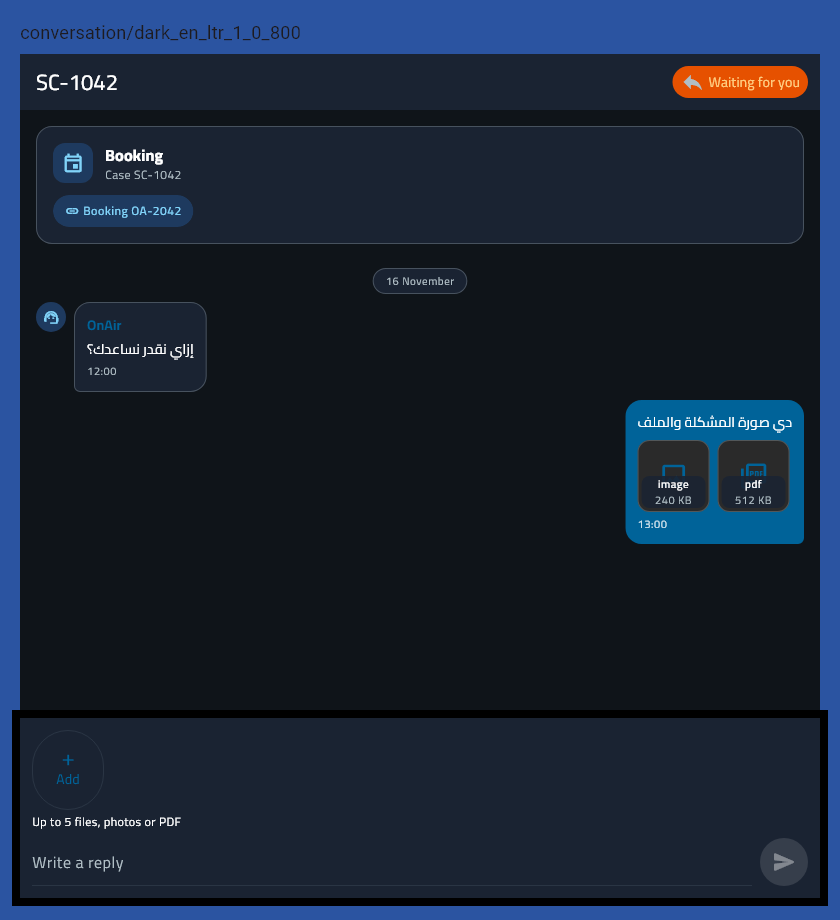 conversation/dark_en_ltr_1_0_800
SC-1042
Waiting for you
Booking
Case SC-1042
Booking OA-2042
16 November
OnAir
إزاي نقدر نساعدك؟
12:00
دي صورة المشكلة والملف
image
240 KB
PDF
pdf
512 KB
13:00
Add
Up to 5 files, photos or PDF
Write a reply